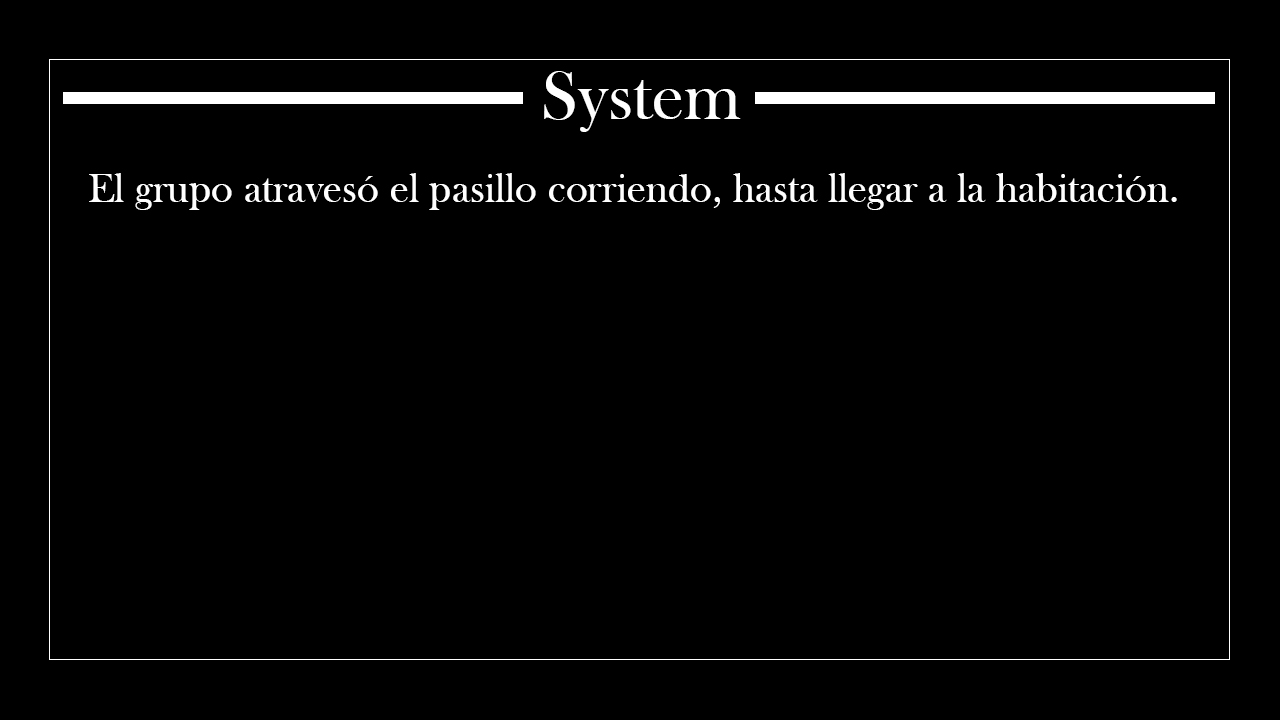 System
El grupo atravesó el pasillo corriendo, hasta llegar a la habitación.